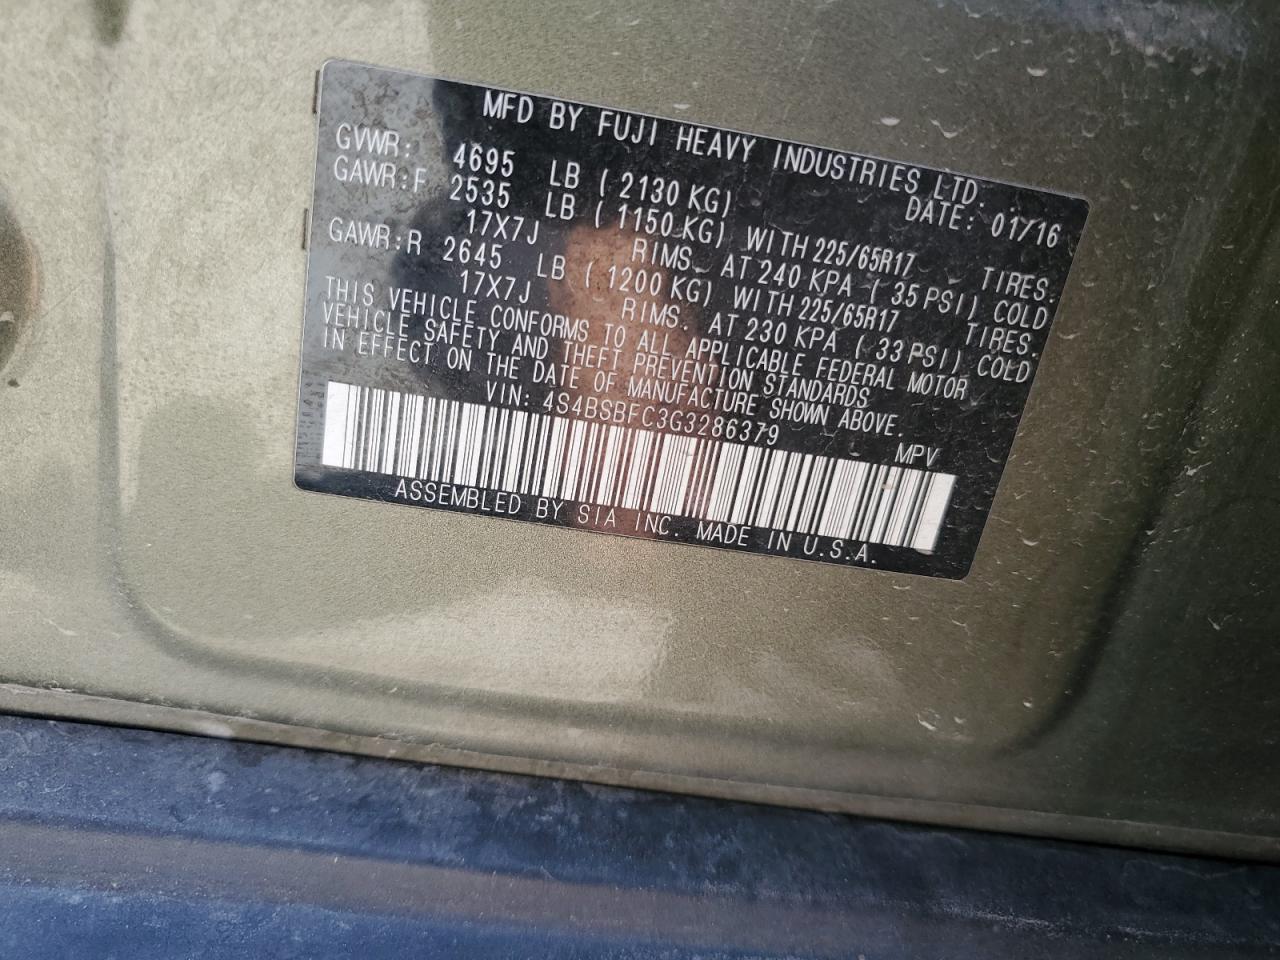 MFD BY FUJI HEAVY INDUSTRIES LTD.
DATE: 01/16
GVWR: 4695 LB ( 2130 KG)
GAWR:F 2535 LB ( 1150 KG) WITH 225/65R17 TIRES.
17X7J RIMS. AT 240 KPA ( 35 PSI) COLD
GAWR:R 2645 LB ( 1200 KG) WITH 225/65R17 TIRES.
17X7J RIMS. AT 230 KPA ( 33 PSI) COLD
THIS VEHICLE CONFORMS TO ALL APPLICABLE FEDERAL MOTOR
VEHICLE SAFETY AND THEFT PREVENTION STANDARDS
IN EFFECT ON THE DATE OF MANUFACTURE SHOWN ABOVE.
VIN: 4S4BSBFC3G3286379
MPV
ASSEMBLED BY SIA INC. MADE IN U.S.A.